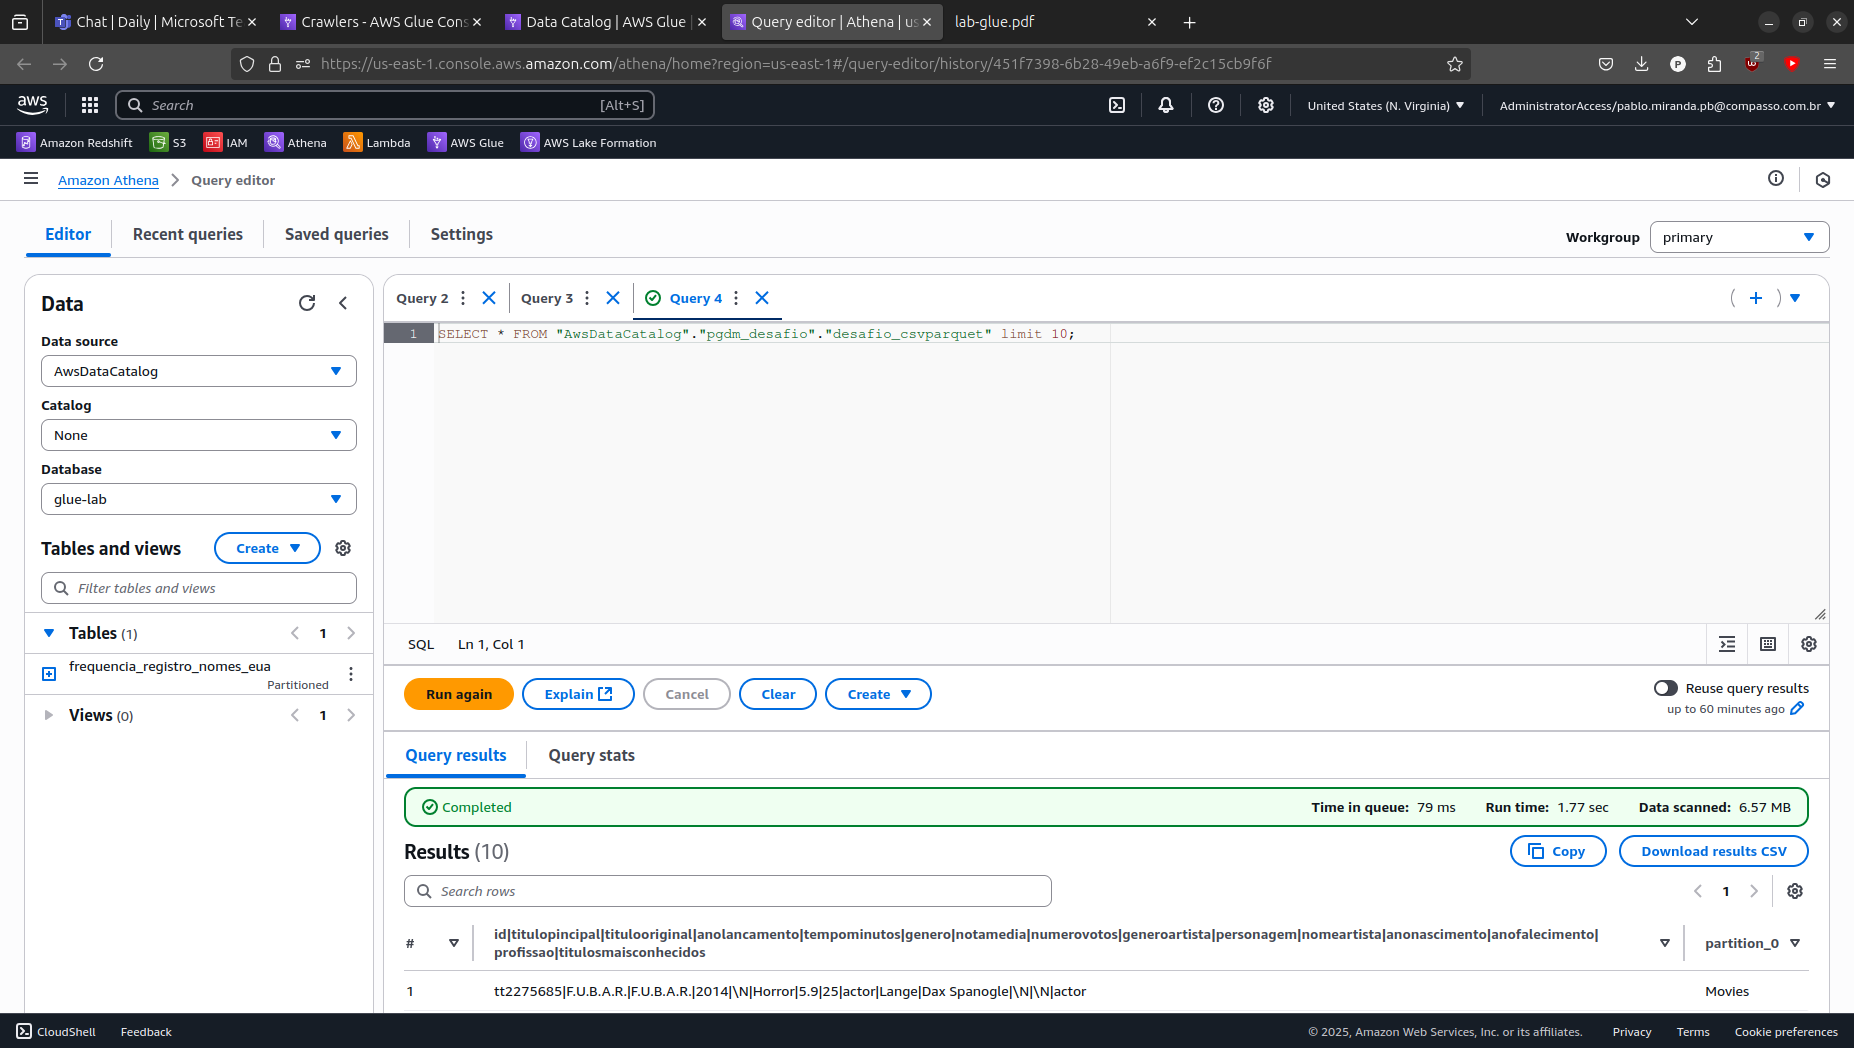 Chat | Daily | Microsoft Te
Crawlers - AWS Glue Cons
Data Catalog | AWS Glue |
Query editor | Athena | us
lab-glue.pdf
https://us-east-1.console.aws.amazon.com/athena/home?region=us-east-1#/query-editor/history/451f7398-6b28-49eb-a6f9-ef2c15cb9f6f
2
aws
Search
[Alt+S]
United States (N. Virginia)
AdministratorAccess/pablo.miranda.pb@compasso.com.br
Amazon Redshift
S3
IAM
Athena
Lambda
AWS Glue
AWS Lake Formation
Amazon Athena
Query editor
Editor
Recent queries
Saved queries
Settings
Workgroup
primary
Data
Data source
AwsDataCatalog
Catalog
None
Database
glue-lab
Tables and views
Create
Filter tables and views
Tables (1)
1
frequencia_registro_nomes_eua
Partitioned
Views (0)
1
Query 2
Query 3
Query 4
1
SELECT * FROM "AwsDataCatalog"."pgdm_desafio"."desafio_csvparquet" limit 10;
SQL
Ln 1, Col 1
Run again
Explain
Cancel
Clear
Create
Reuse query results
up to 60 minutes ago
Query results
Query stats
Completed
Time in queue: 79 ms
Run time: 1.77 sec
Data scanned: 6.57 MB
Results (10)
Copy
Download results CSV
Search rows
1
#
id|titulopincipal|titulooriginal|anolancamento|tempominutos|genero|notamedia|numerovotos|generoartista|personagem|nomeartista|anonascimento|anofalecimento|
profissao|titulosmaisconhecidos
partition_0
1
tt2275685|F.U.B.A.R.|F.U.B.A.R.|2014|\N|Horror|5.9|25|actor|Lange|Dax Spanogle|\N|\N|actor
Movies
CloudShell
Feedback
© 2025, Amazon Web Services, Inc. or its affiliates.
Privacy
Terms
Cookie preferences